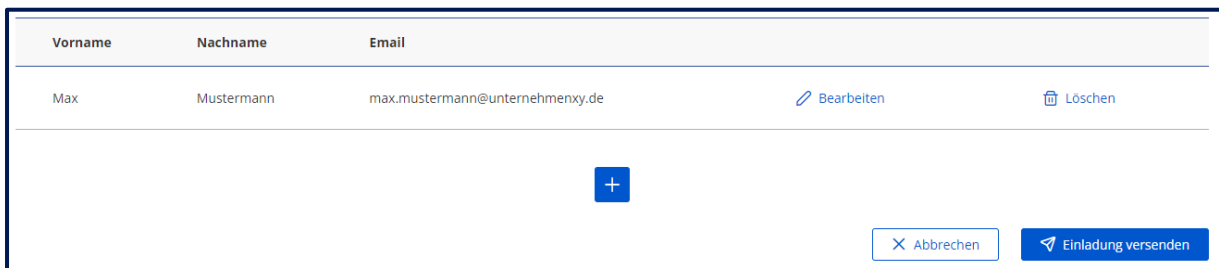 Vorname Nachname Email
Max Mustermann max.mustermann@unternehmenxy.de Bearbeiten Löschen
+
Abbrechen Einladung versenden